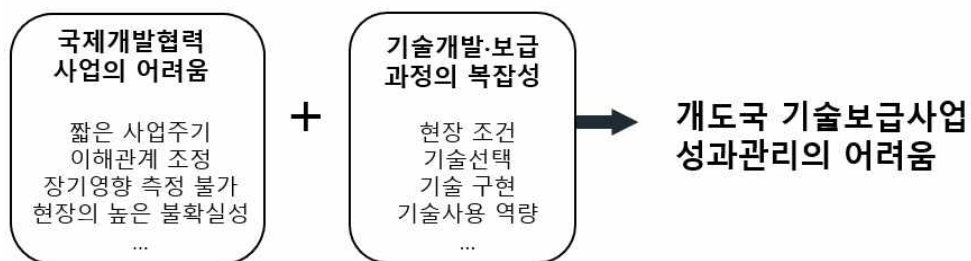 국제개발협력
사업의 어려움
짧은 사업주기
이해관계 조정
장기영향 측정 불가
현장의 높은 불확실성
...
+
기술개발·보급
과정의 복잡성
현장 조건
기술선택
기술 구현
기술사용 역량
...
개도국 기술보급사업
성과관리의 어려움